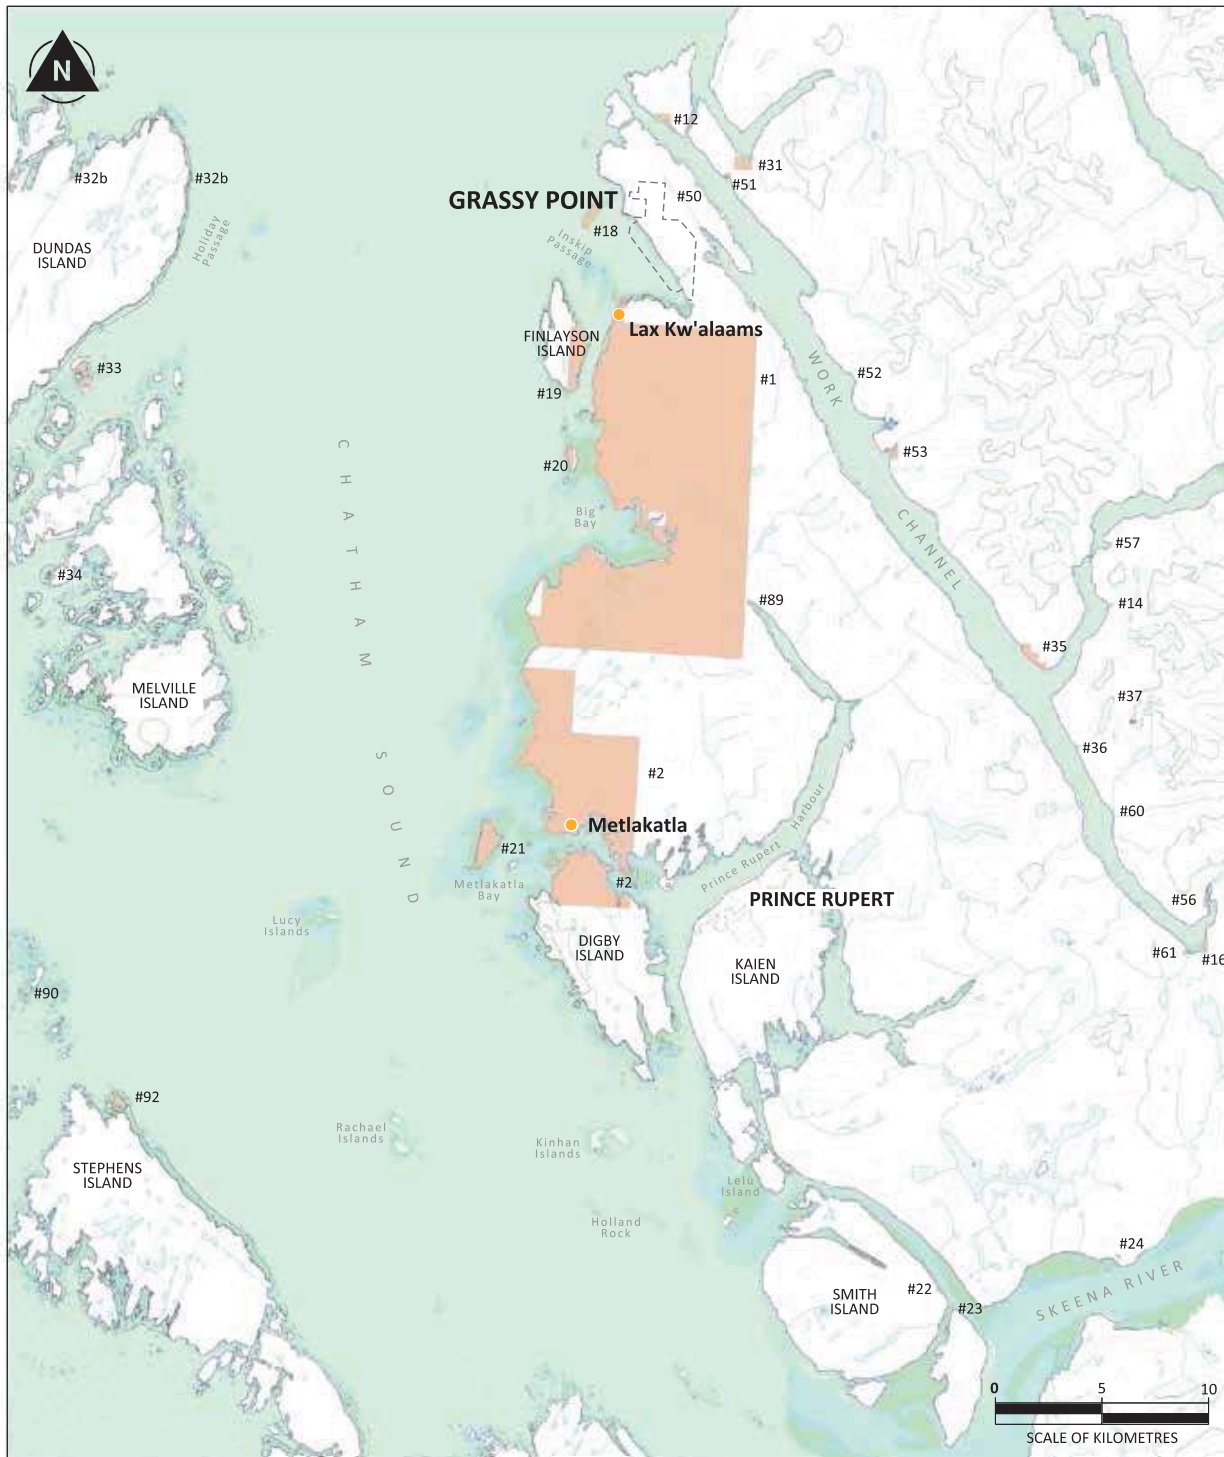 N
#12
#31
#51
#32b
#32b
#50
GRASSY POINT
#18
Holiday
Passage
Inskip
Passage
DUNDAS
ISLAND
Lax Kw'alaams
FINLAYSON
ISLAND
WORK
#33
#52
#1
#19
#53
#20
CHATHAM
Big
Bay
CHANNEL
#57
#34
#89
#14
#35
MELVILLE
ISLAND
#37
#36
SOUND
#2
#60
Harbour
Metlakatla
#21
Prince Rupert
Metlakatla
Bay
#2
PRINCE RUPERT
#56
Lucy
Islands
DIGBY
ISLAND
#61
#16
KAIEN
ISLAND
#90
#92
Rachael
Islands
Kinhan
Islands
STEPHENS
ISLAND
Lelu
Island
Holland
Rock
#24
SKEENA RIVER
#22
SMITH
ISLAND
#23
0 5 10
SCALE OF KILOMETRES